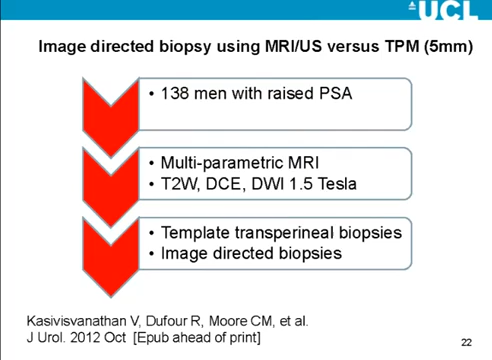 UCL
Image directed biopsy using MRI/US versus TPM (5mm)
• 138 men with raised PSA
• Multi-parametric MRI
• T2W, DCE, DWI 1.5 Tesla
• Template transperineal biopsies
• Image directed biopsies
Kasivisvanathan V, Dufour R, Moore CM, et al.
J Urol. 2012 Oct [Epub ahead of print]
22